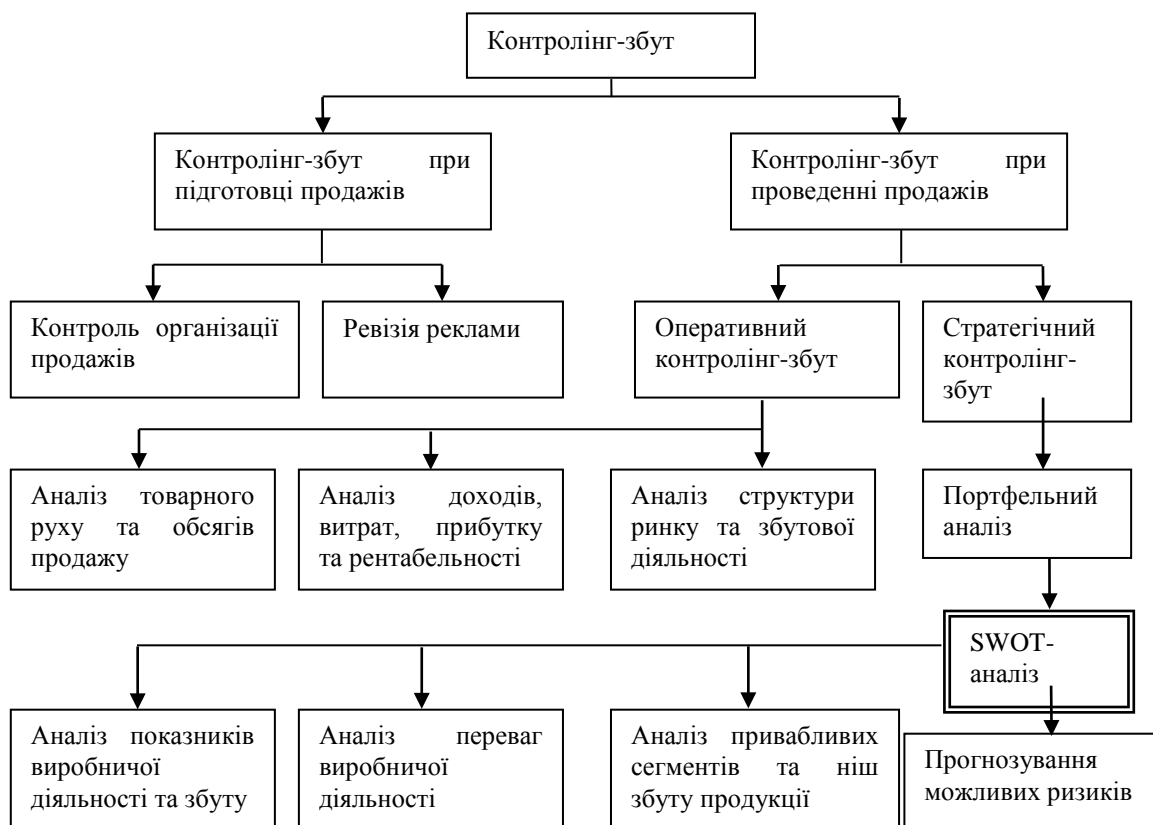 Контролінг-збут
Контролінг-збут при
підготовці продажів
Контролінг-збут при
проведенні продажів
Контроль організації
продажів
Ревізія реклами
Оперативний
контролінг-збут
Стратегічний
контролінг-
збут
Аналіз товарного
руху та обсягів
продажу
Аналіз доходів,
витрат, прибутку
та рентабельності
Аналіз структури
ринку та збутової
діяльності
Портфельний
аналіз
SWOT-
аналіз
Аналіз показників
виробничої
діяльності та збуту
Аналіз переваг
виробничої
діяльності
Аналіз привабливих
сегментів та ніш
збуту продукції
Прогнозування
можливих ризиків